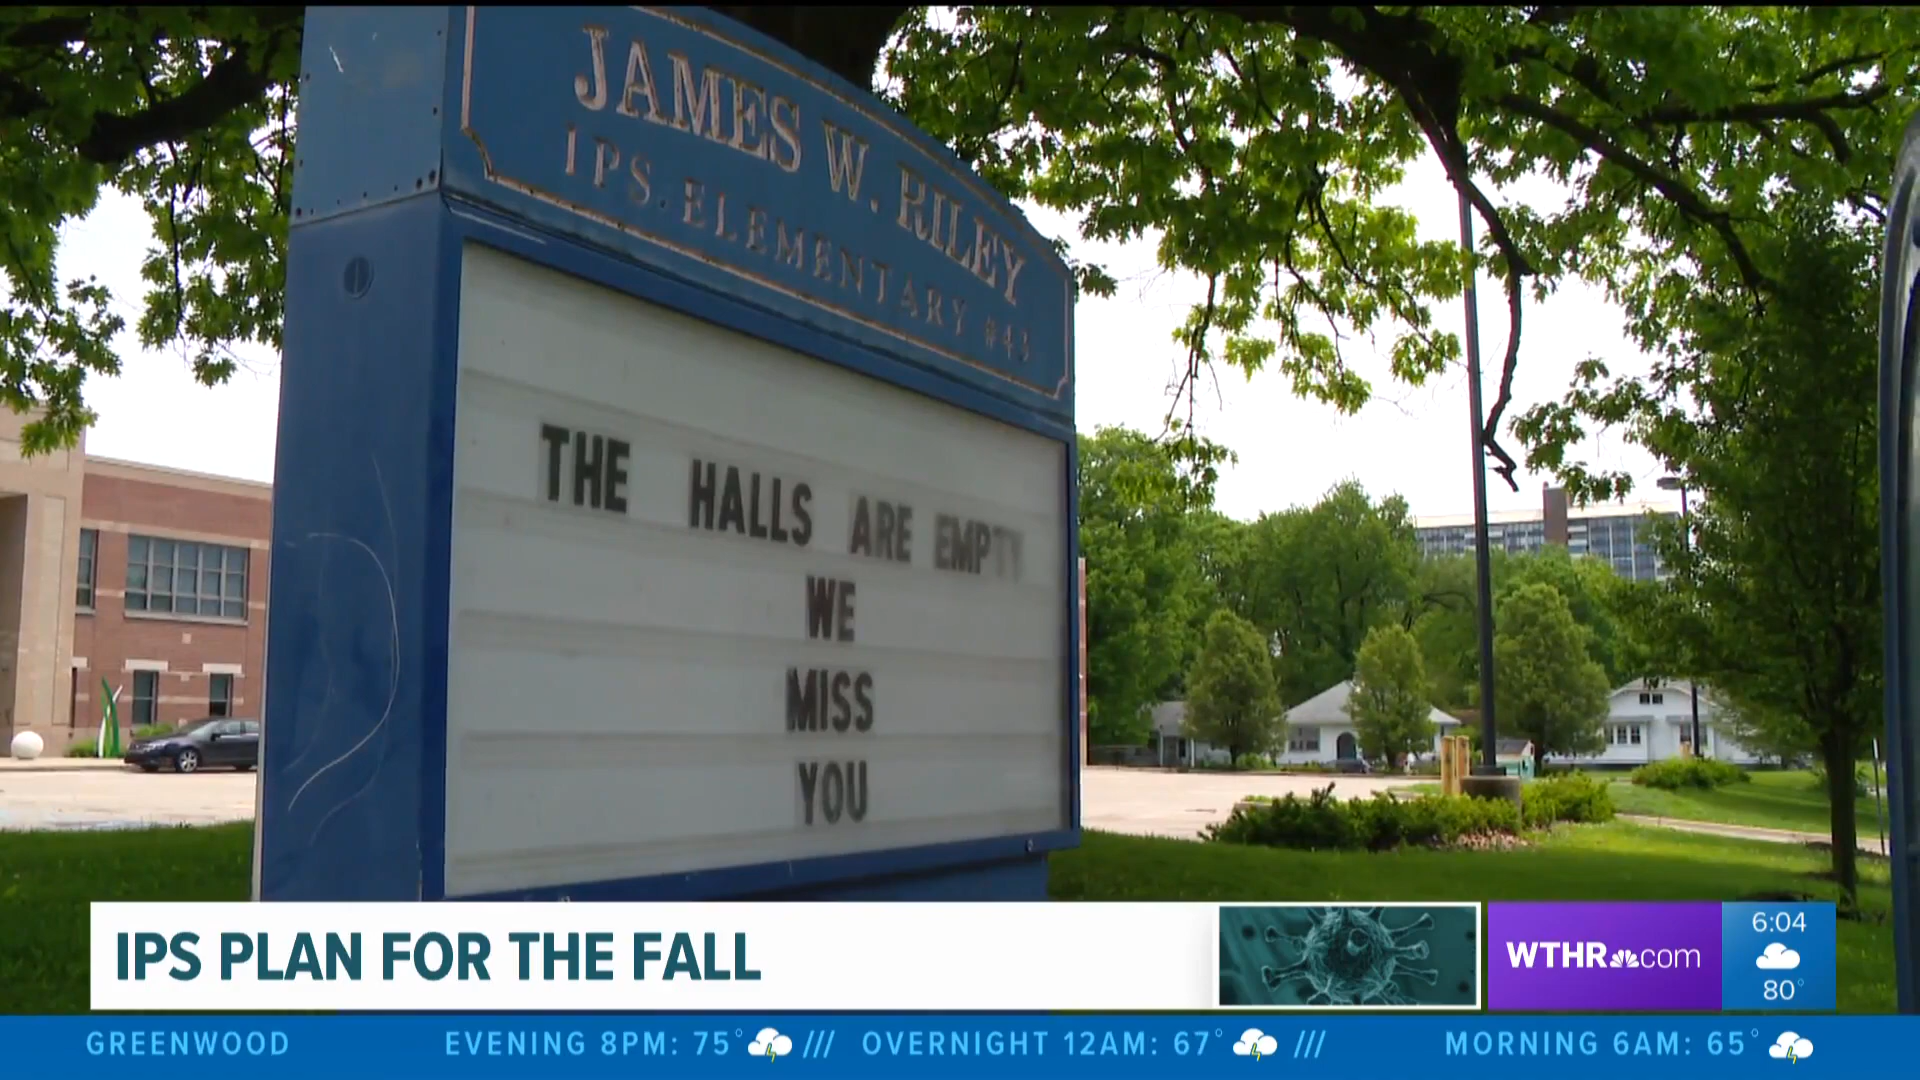 JAMES W. RILEY
IPS ELEMENTARY #43
THE HALLS ARE EMPTY
WE
MISS
YOU
IPS PLAN FOR THE FALL
WTHR com
6:04
80°
GREENWOOD EVENING 8PM: 75° /// OVERNIGHT 12AM: 67° /// MORNING 6AM: 65°